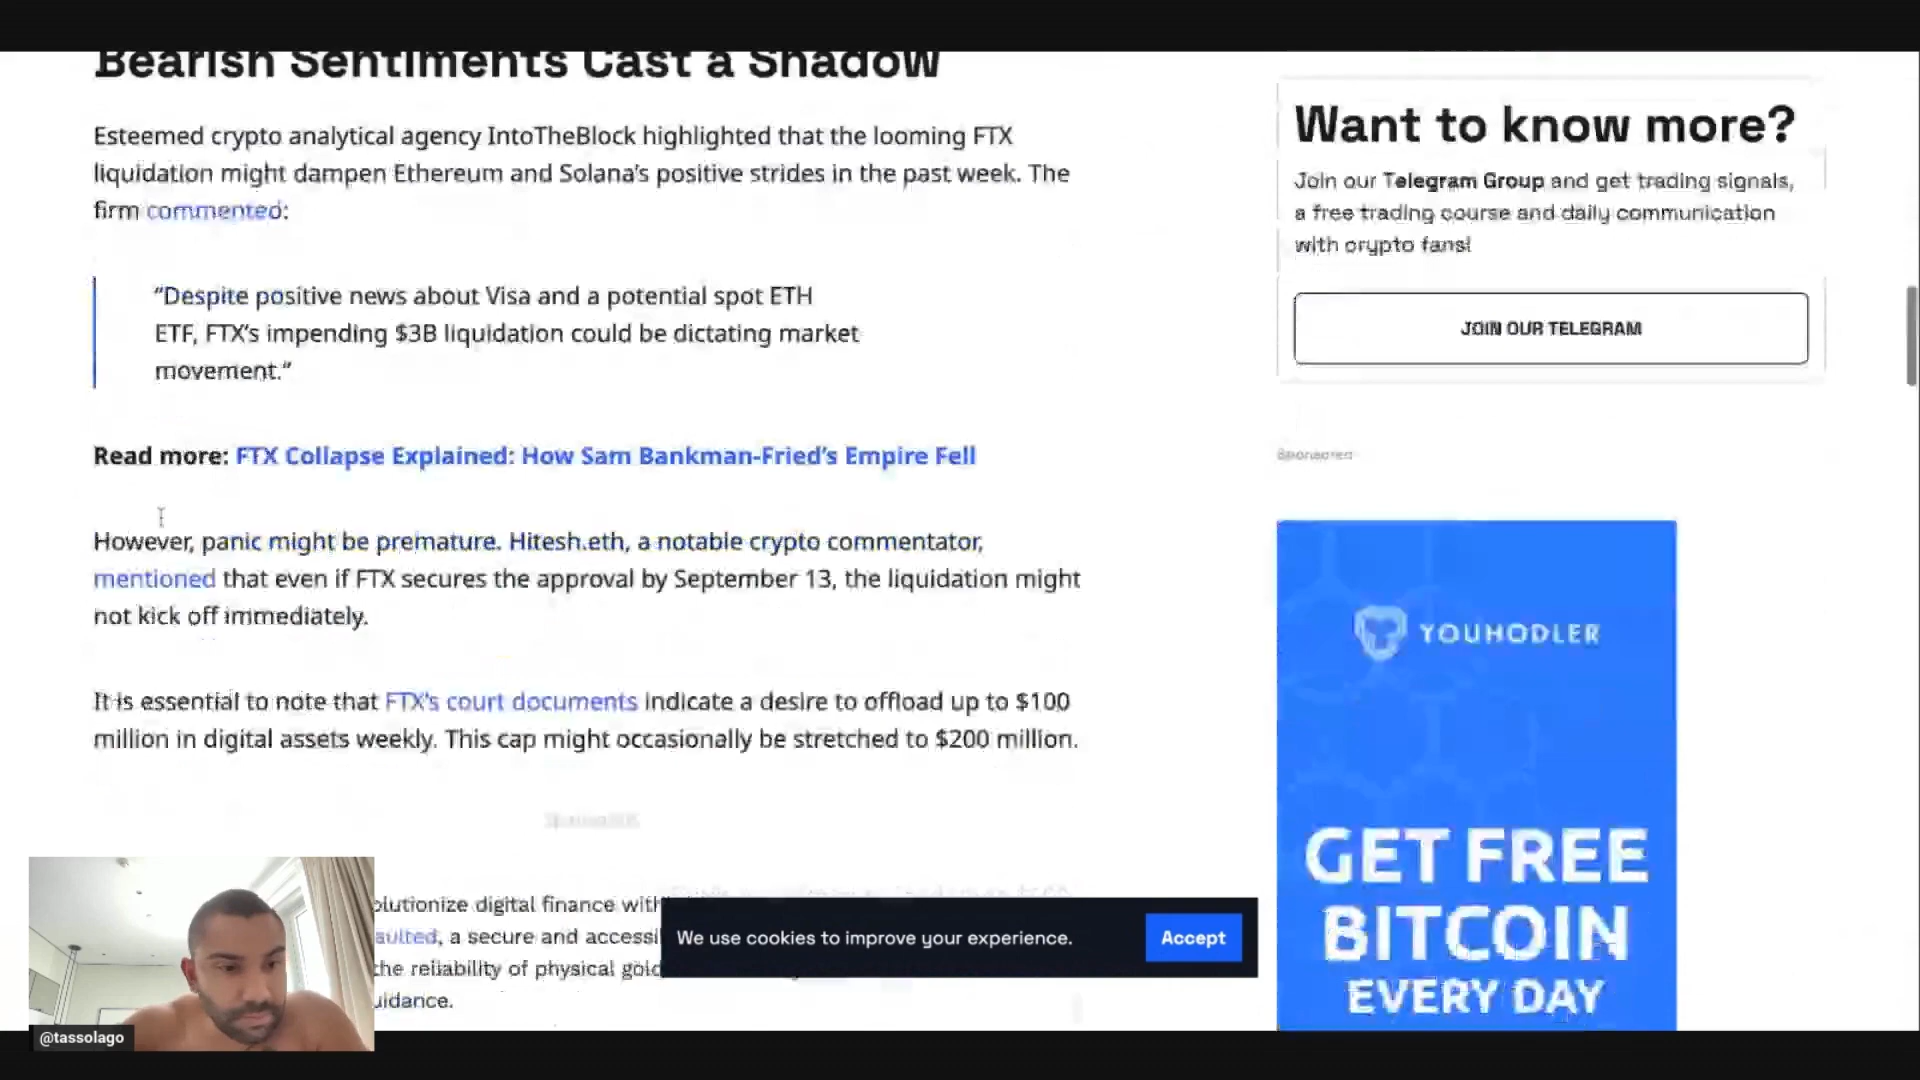 Bearish Sentiments Cast a Shadow
Esteemed crypto analytical agency IntoTheBlock highlighted that the looming FTX
liquidation might dampen Ethereum and Solana's positive strides in the past week. The
firm commented:
“Despite positive news about Visa and a potential spot ETH
ETF, FTX's impending $3B liquidation could be dictating market
movement.”
Read more: FTX Collapse Explained: How Sam Bankman-Fried's Empire Fell
However, panic might be premature. Hitesh.eth, a notable crypto commentator,
mentioned that even if FTX secures the approval by September 13, the liquidation might
not kick off immediately.
It is essential to note that FTX's court documents indicate a desire to offload up to $100
million in digital assets weekly. This cap might occasionally be stretched to $200 million.
digital finance with
a secure and
the reliability of physical gold
We use cookies to improve your experience.
Accept
@tassolago
Want to know more?
Join our Telegram Group and get trading signals,
a free trading course and daily communication
with crypto fans!
JOIN OUR TELEGRAM
Sponsored
YOUHODLER
GET FREE
BITCOIN
EVERY DAY